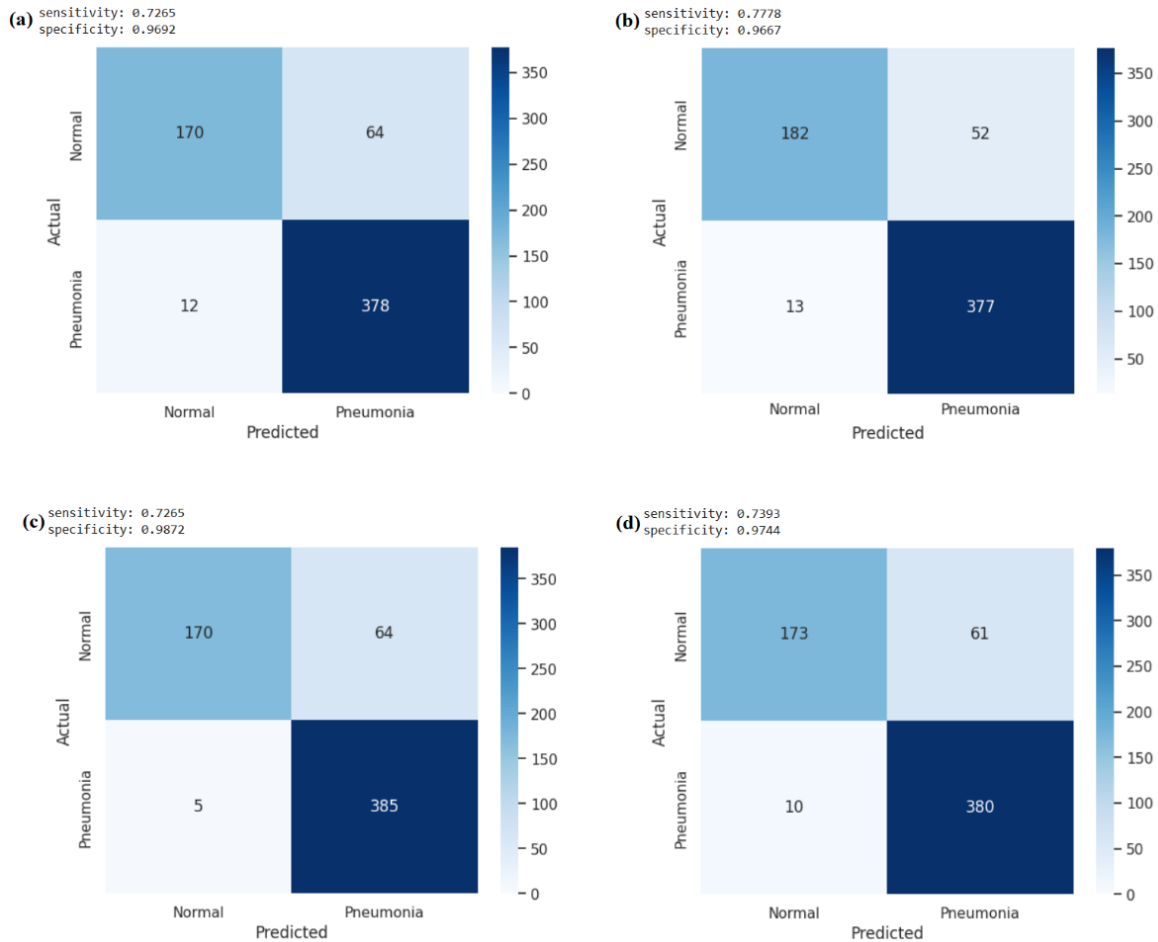 (a) sensitivity: 0.7265
specificity: 0.9692
Normal
170
64
Actual
Pneumonia
12
378
Normal
Pneumonia
Predicted
350
300
250
200
150
100
50
0
(b) sensitivity: 0.7778
specificity: 0.9667
Normal
182
52
Actual
Pneumonia
13
377
Normal
Pneumonia
Predicted
350
300
250
200
150
100
50
(c) sensitivity: 0.7265
specificity: 0.9872
Normal
170
64
Actual
Pneumonia
5
385
Normal
Pneumonia
Predicted
350
300
250
200
150
100
50
0
(d) sensitivity: 0.7393
specificity: 0.9744
Normal
173
61
Actual
Pneumonia
10
380
Normal
Pneumonia
Predicted
350
300
250
200
150
100
50
0